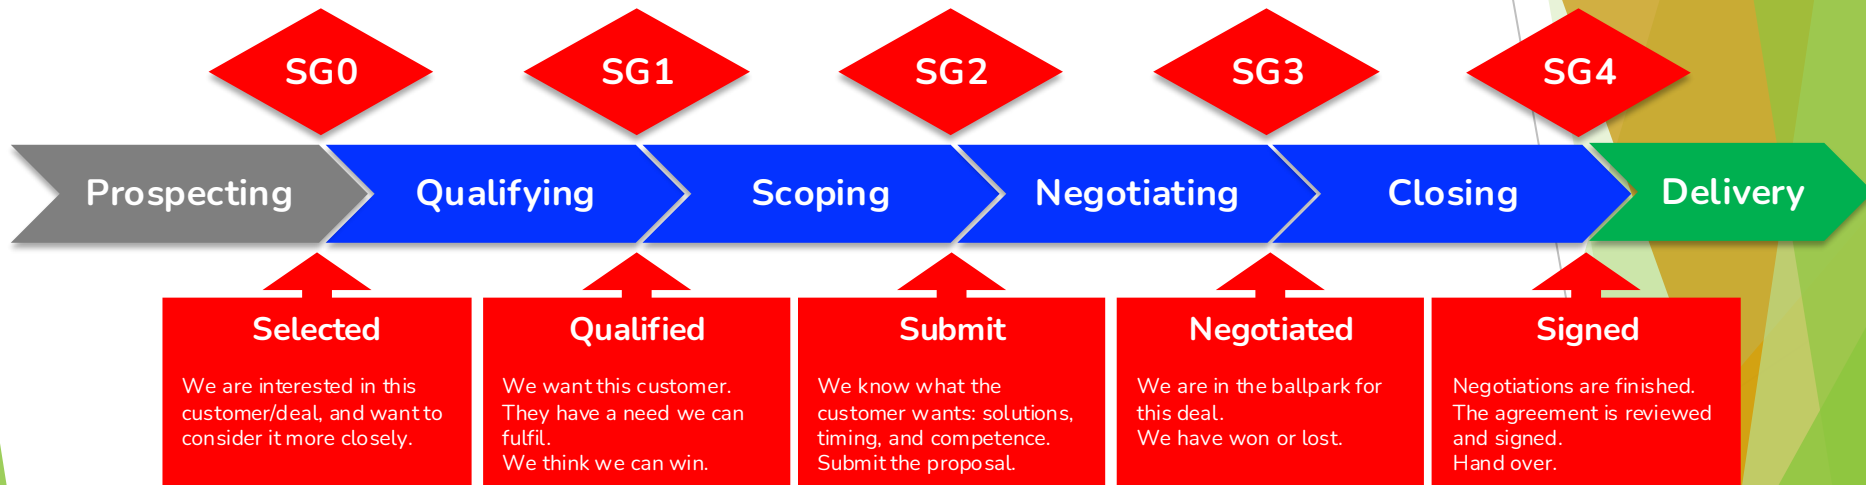 SG0
SG1
SG2
SG3
SG4
Prospecting
Qualifying
Scoping
Negotiating
Closing
Delivery
Selected
We are interested in this
customer/deal, and want to
consider it more closely.
Qualified
We want this customer.
They have a need we can
fulfil.
We think we can win.
Submit
We know what the
customer wants: solutions,
timing, and competence.
Submit the proposal.
Negotiated
We are in the ballpark for
this deal.
We have won or lost.
Signed
Negotiations are finished.
The agreement is reviewed
and signed.
Hand over.